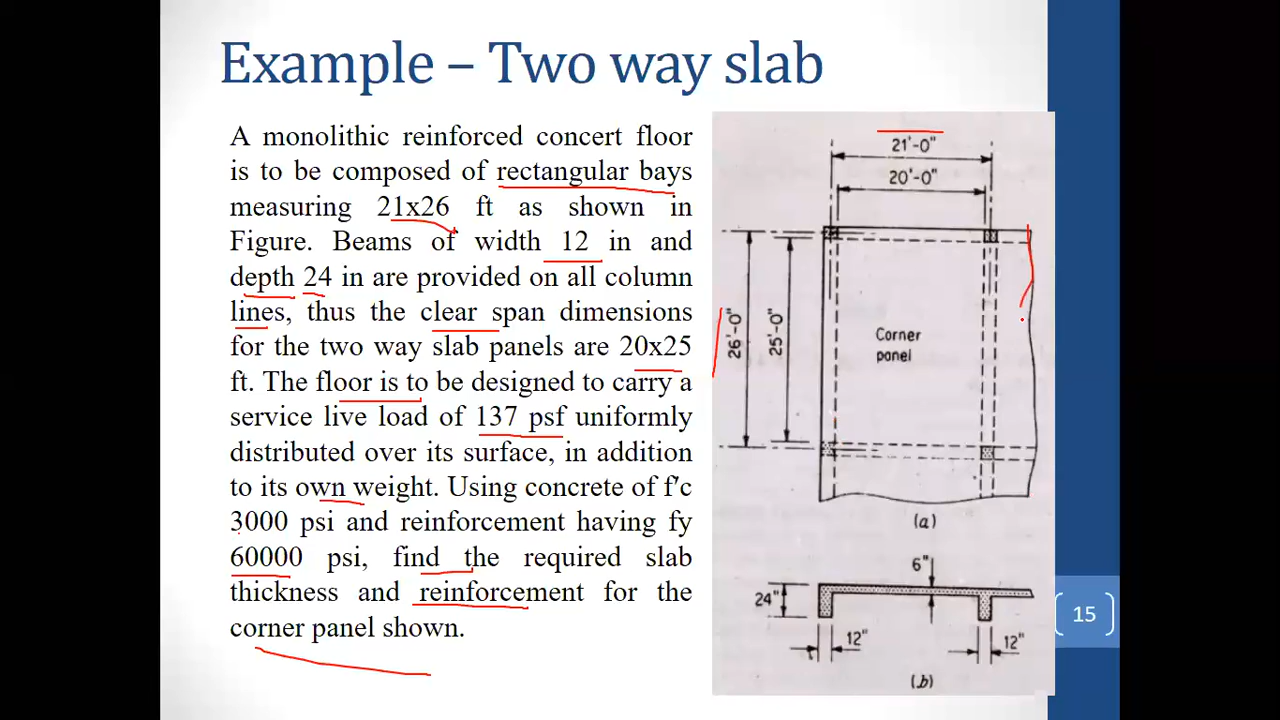 Example – Two way slab
A monolithic reinforced concert floor
is to be composed of rectangular bays
measuring 21x26 ft as shown in
Figure. Beams of width 12 in and
depth 24 in are provided on all column
lines, thus the clear span dimensions
for the two way slab panels are 20x25
ft. The floor is to be designed to carry a
service live load of 137 psf uniformly
distributed over its surface, in addition
to its own weight. Using concrete of f'c
3000 psi and reinforcement having fy
60000 psi, find the required slab
thickness and reinforcement for the
corner panel shown.
21'-0"
20'-0"
26'-0"
25'-0"
Corner
panel
(a)
6"
24"
12"
12"
(b)
15